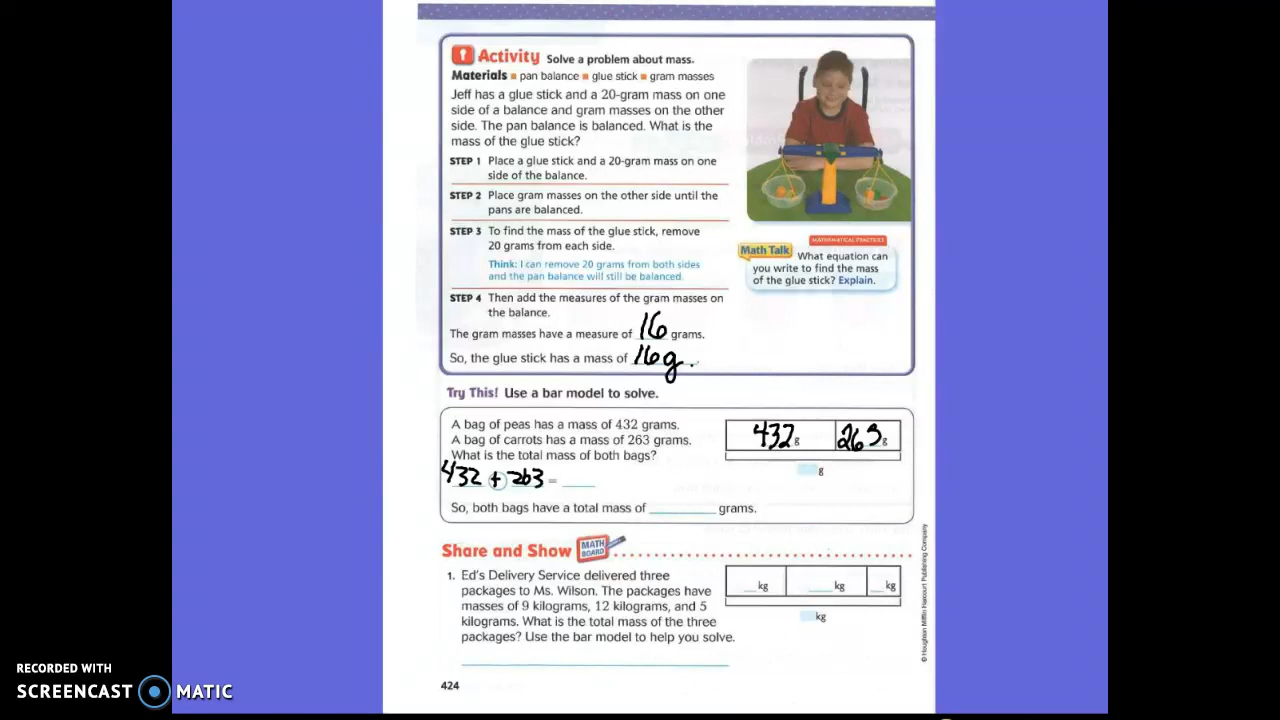 Activity Solve a problem about mass.
Materials ■ pan balance ■ glue stick ■ gram masses
Jeff has a glue stick and a 20-gram mass on one
side of a balance and gram masses on the other
side. The pan balance is balanced. What is the
mass of the glue stick?
STEP 1 Place a glue stick and a 20-gram mass on one
side of the balance.
STEP 2 Place gram masses on the other side until the
pans are balanced.
STEP 3 To find the mass of the glue stick, remove
20 grams from each side.
Think: I can remove 20 grams from both sides
and the pan balance will still be balanced.
STEP 4 Then add the measures of the gram masses on
the balance.
The gram masses have a measure of 16 grams.
So, the glue stick has a mass of 16 g.
MATHEMATICAL PRACTICES
Math Talk What equation can
you write to find the mass
of the glue stick? Explain.
Try This! Use a bar model to solve.
A bag of peas has a mass of 432 grams.
A bag of carrots has a mass of 263 grams.
What is the total mass of both bags?
432 + 263 = ____
So, both bags have a total mass of ____ grams.
432 g 263 g
__ g
Share and Show MATH BOARD
1. Ed's Delivery Service delivered three
packages to Ms. Wilson. The packages have
masses of 9 kilograms, 12 kilograms, and 5
kilograms. What is the total mass of the three
packages? Use the bar model to help you solve.
__ kg __ kg __ kg
__ kg
© Houghton Mifflin Harcourt Publishing Company
424
RECORDED WITH
SCREENCAST MATIC